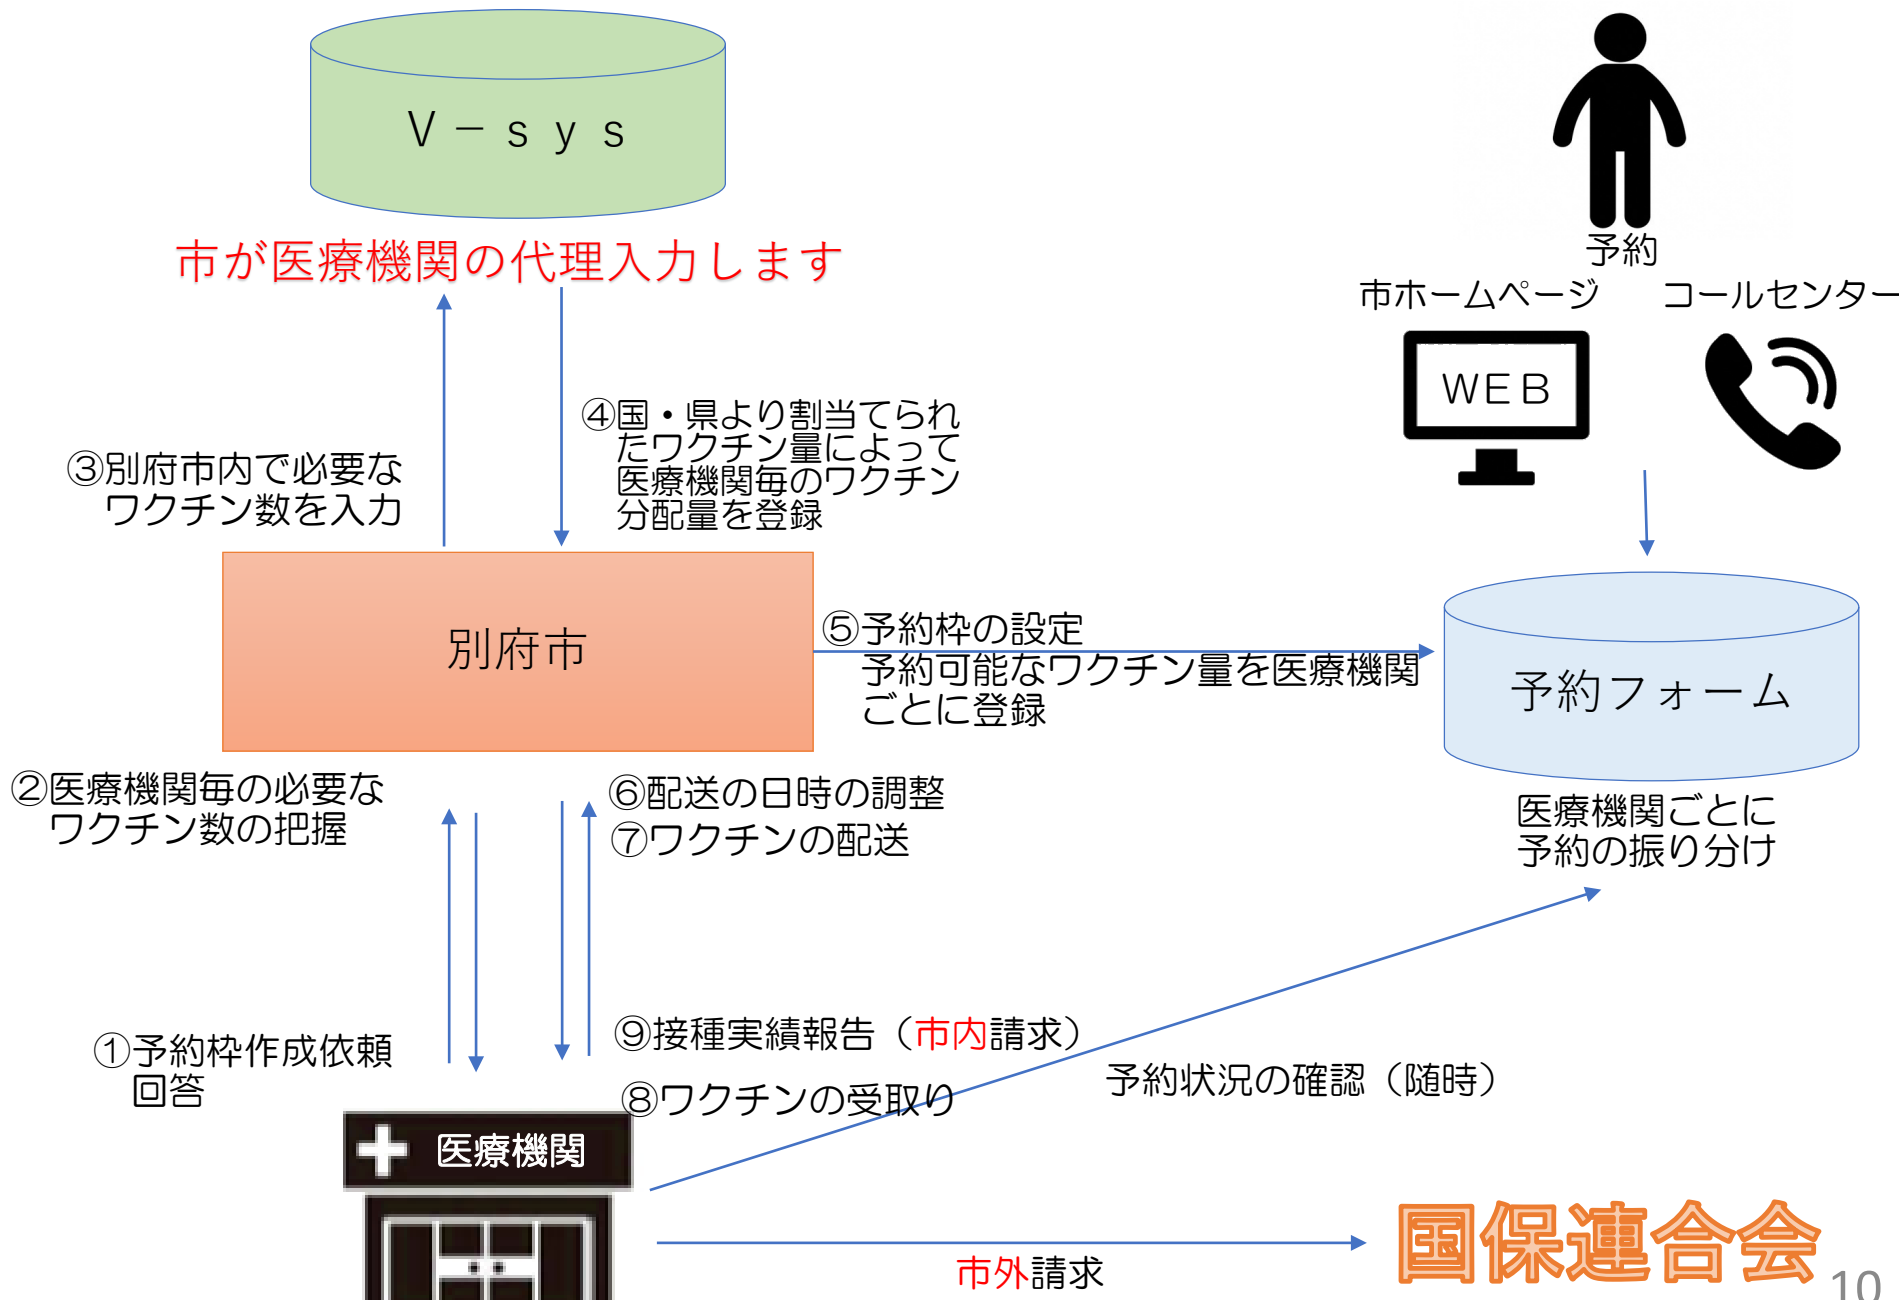 V－sys
市が医療機関の代理入力します
予約
市ホームページ
コールセンター
WEB
④国・県より割当てられ
たワクチン量によって
医療機関毎のワクチン
分配量を登録
③別府市内で必要な
ワクチン数を入力
別府市
⑤予約枠の設定
予約可能なワクチン量を医療機関
ごとに登録
予約フォーム
②医療機関毎の必要な
ワクチン数の把握
⑥配送の日時の調整
⑦ワクチンの配送
医療機関ごとに
予約の振り分け
①予約枠作成依頼
回答
⑨接種実績報告（市内請求）
⑧ワクチンの受取り
予約状況の確認（随時）
医療機関
市外請求
国保連合会
10